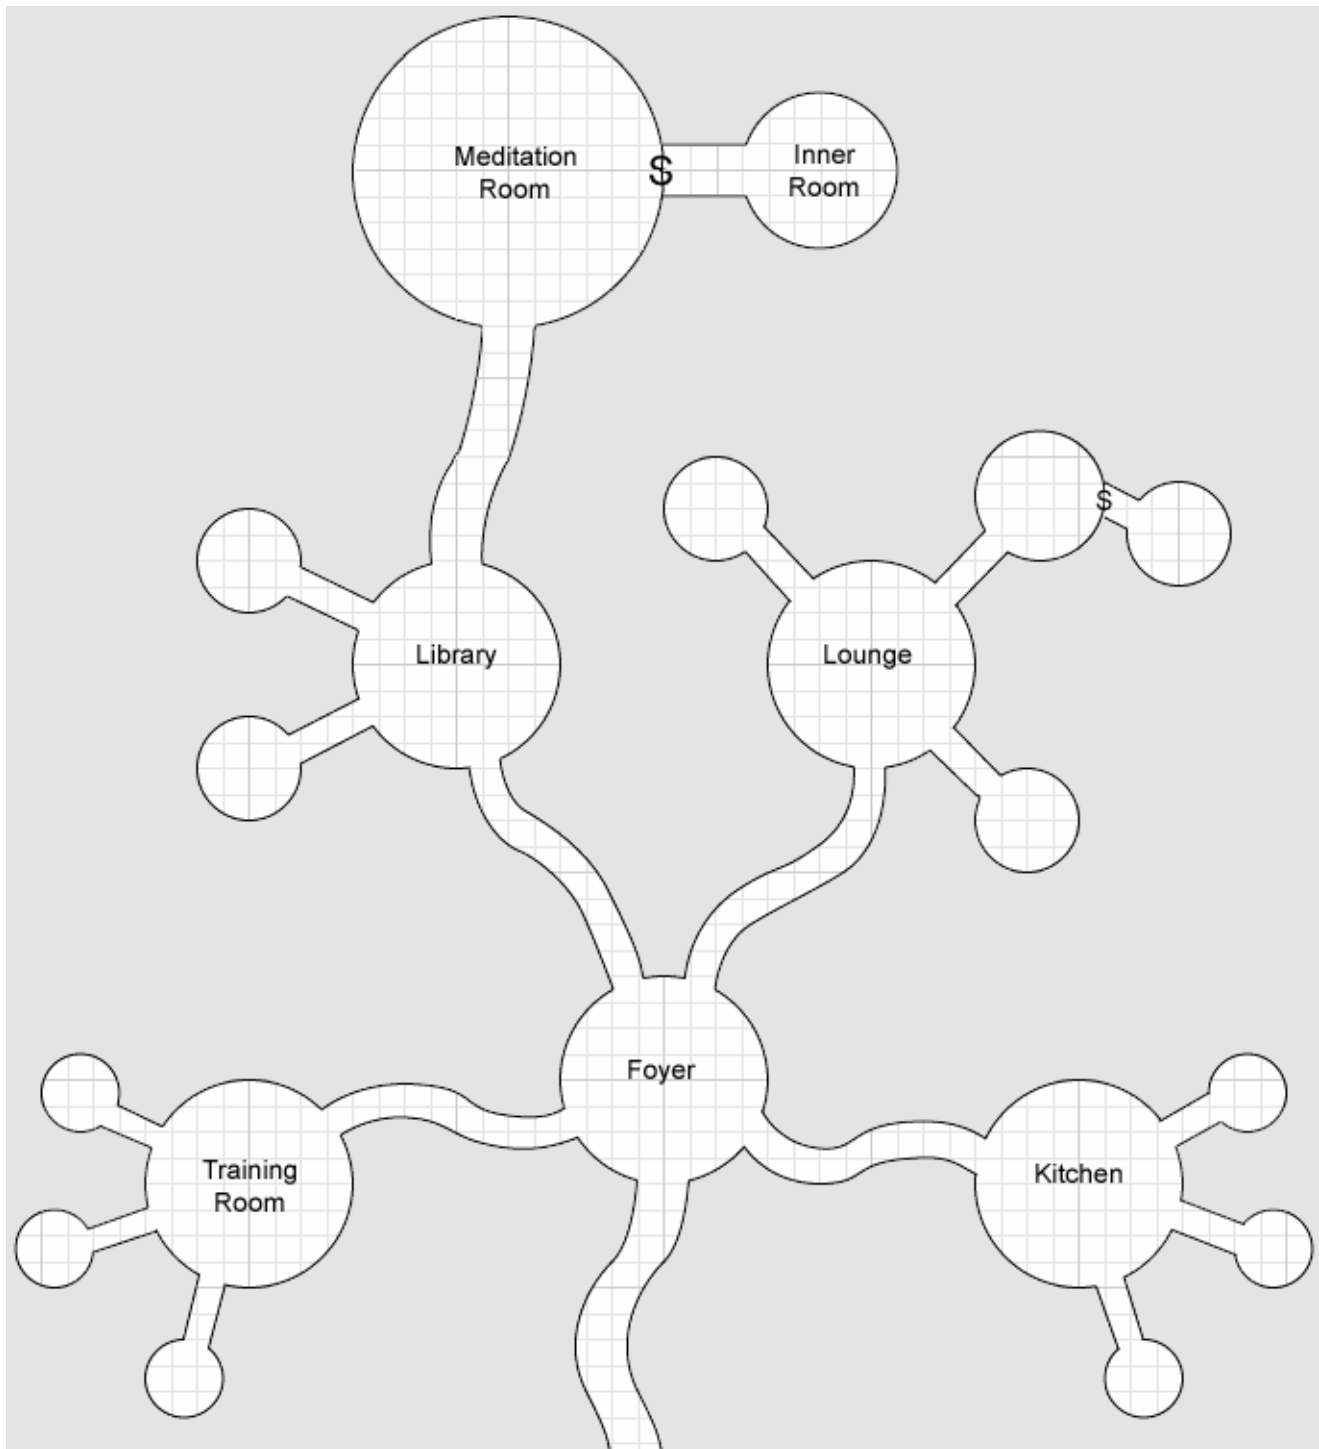 Meditation
Room
S
Inner
Room
S
Library
Lounge
Foyer
Training
Room
Kitchen